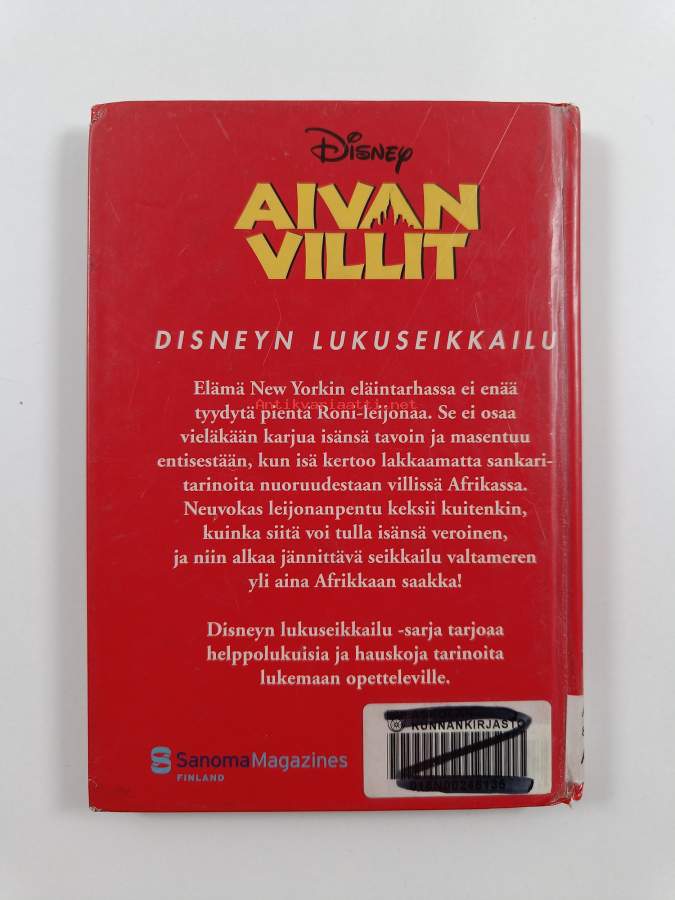 Disney
AIVAN
VILLIT
DISNEYN LUKUSEIKKAILU
Elämä New Yorkin eläintarhassa ei enää
Antikvariaatti.net
tyydytä pientä Roni-leijonaa. Se ei osaa
vieläkään karjua isänsä tavoin ja masentuu
entisestään, kun isä kertoo lakkaamatta sankari-
tarinoita nuoruudestaan villissä Afrikassa.
Neuvokas leijonanpentu keksii kuitenkin,
kuinka siitä voi tulla isänsä veroinen,
ja niin alkaa jännittävä seikkailu valtameren
yli aina Afrikkaan saakka!
Disneyn lukuseikkailu -sarja tarjoaa
helppolukuisia ja hauskoja tarinoita
lukemaan opetteleville.
KUNNANKIRJASTO
SanomaMagazines
FINLAND